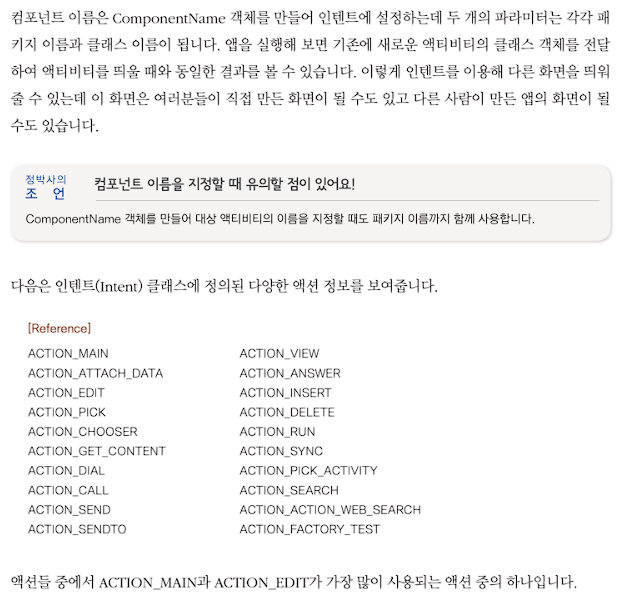 컴포넌트 이름은 ComponentName 객체를 만들어 인텐트에 설정하는데 두 개의 파라미터는 각각 패
키지 이름과 클래스 이름이 됩니다. 앱을 실행해 보면 기존에 새로운 액티비티의 클래스 객체를 전달
하여 액티비티를 띄울 때와 동일한 결과를 볼 수 있습니다. 이렇게 인텐트를 이용해 다른 화면을 띄워
줄 수 있는데 이 화면은 여러분들이 직접 만든 화면이 될 수도 있고 다른 사람이 만든 앱의 화면이 될
수도 있습니다.
정박사의
조 언
컴포넌트 이름을 지정할 때 유의할 점이 있어요!
ComponentName 객체를 만들어 대상 액티비티의 이름을 지정할 때도 패키지 이름까지 함께 사용합니다.
다음은 인텐트(Intent) 클래스에 정의된 다양한 액션 정보를 보여줍니다.
[Reference]
ACTION_MAIN ACTION_VIEW
ACTION_ATTACH_DATA ACTION_ANSWER
ACTION_EDIT ACTION_INSERT
ACTION_PICK ACTION_DELETE
ACTION_CHOOSER ACTION_RUN
ACTION_GET_CONTENT ACTION_SYNC
ACTION_DIAL ACTION_PICK_ACTIVITY
ACTION_CALL ACTION_SEARCH
ACTION_SEND ACTION_ACTION_WEB_SEARCH
ACTION_SENDTO ACTION_FACTORY_TEST
액션들 중에서 ACTION_MAIN과 ACTION_EDIT가 가장 많이 사용되는 액션 중의 하나입니다.